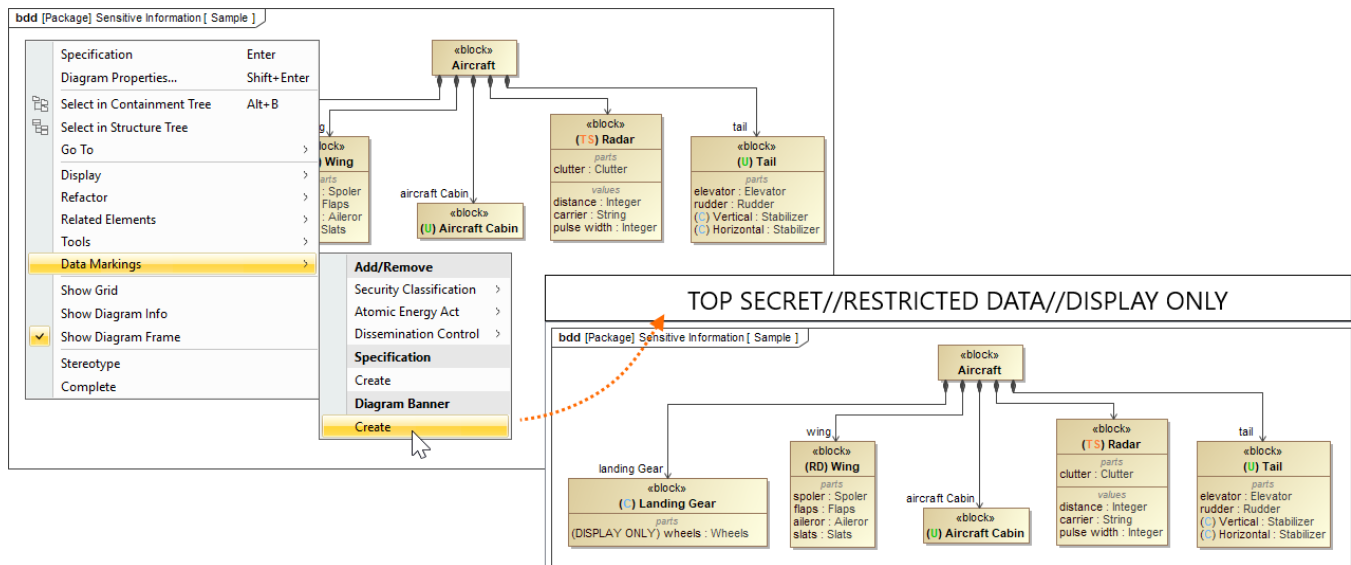 bdd [Package] Sensitive Information [ Sample ]
Specification Enter
Diagram Properties... Shift+Enter
Select in Containment Tree Alt+B
Select in Structure Tree
Go To
Display
Refactor
Related Elements
Tools
Data Markings
Show Grid
Show Diagram Info
Show Diagram Frame
Stereotype
Complete
Add/Remove
Security Classification
Atomic Energy Act
Dissemination Control
Specification
Create
Diagram Banner
Create
«block»
Aircraft
g
lock»
) Wing
arts
: Spoler
Flaps
: Aileror
Slats
aircraft Cabin
«block»
(U) Aircraft Cabin
«block»
(TS) Radar
parts
clutter : Clutter
values
distance : Integer
carrier : String
pulse width : Integer
tail
«block»
(U) Tail
parts
elevator : Elevator
rudder : Rudder
(C) Vertical : Stabilizer
(C) Horizontal : Stabilizer
TOP SECRET//RESTRICTED DATA//DISPLAY ONLY
bdd [Package] Sensitive Information [ Sample ]
«block»
Aircraft
landing Gear
«block»
(C) Landing Gear
parts
(DISPLAY ONLY) wheels : Wheels
wing
«block»
(RD) Wing
parts
spoler : Spoler
flaps : Flaps
aileror : Aileror
slats : Slats
aircraft Cabin
«block»
(U) Aircraft Cabin
«block»
(TS) Radar
parts
clutter : Clutter
values
distance : Integer
carrier : String
pulse width : Integer
tail
«block»
(U) Tail
parts
elevator : Elevator
rudder : Rudder
(C) Vertical : Stabilizer
(C) Horizontal : Stabilizer